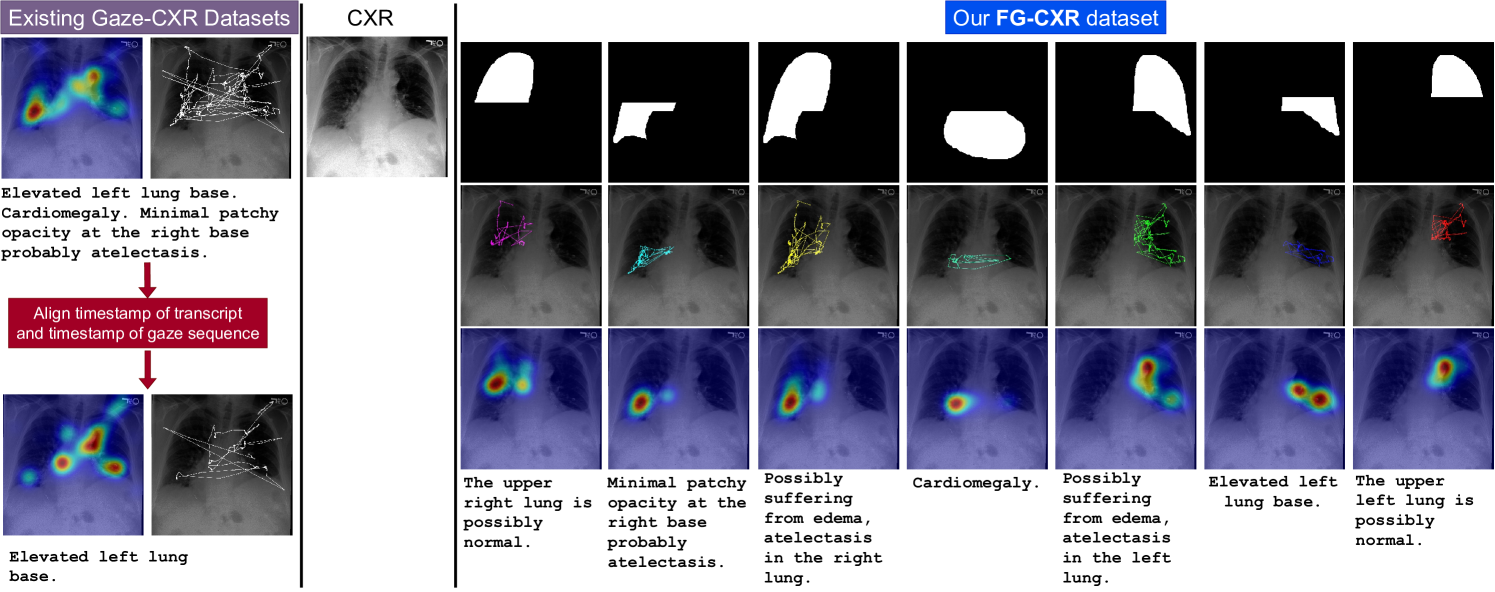 Existing Gaze-CXR Datasets
Elevated left lung base.
Cardiomegaly. Minimal patchy
opacity at the right base
probably atelectasis.
Align timestamp of transcript
and timestamp of gaze sequence
Elevated left lung
base.
CXR
Our FG-CXR dataset
The upper
right lung is
possibly
normal.
Minimal patchy
opacity at the
right base
probably
atelectasis.
Possibly
suffering
from edema,
atelectasis
in the right
lung.
Cardiomegaly.
Possibly
suffering
from edema,
atelectasis
in the left
lung.
Elevated left
lung base.
The upper
left lung is
possibly
normal.